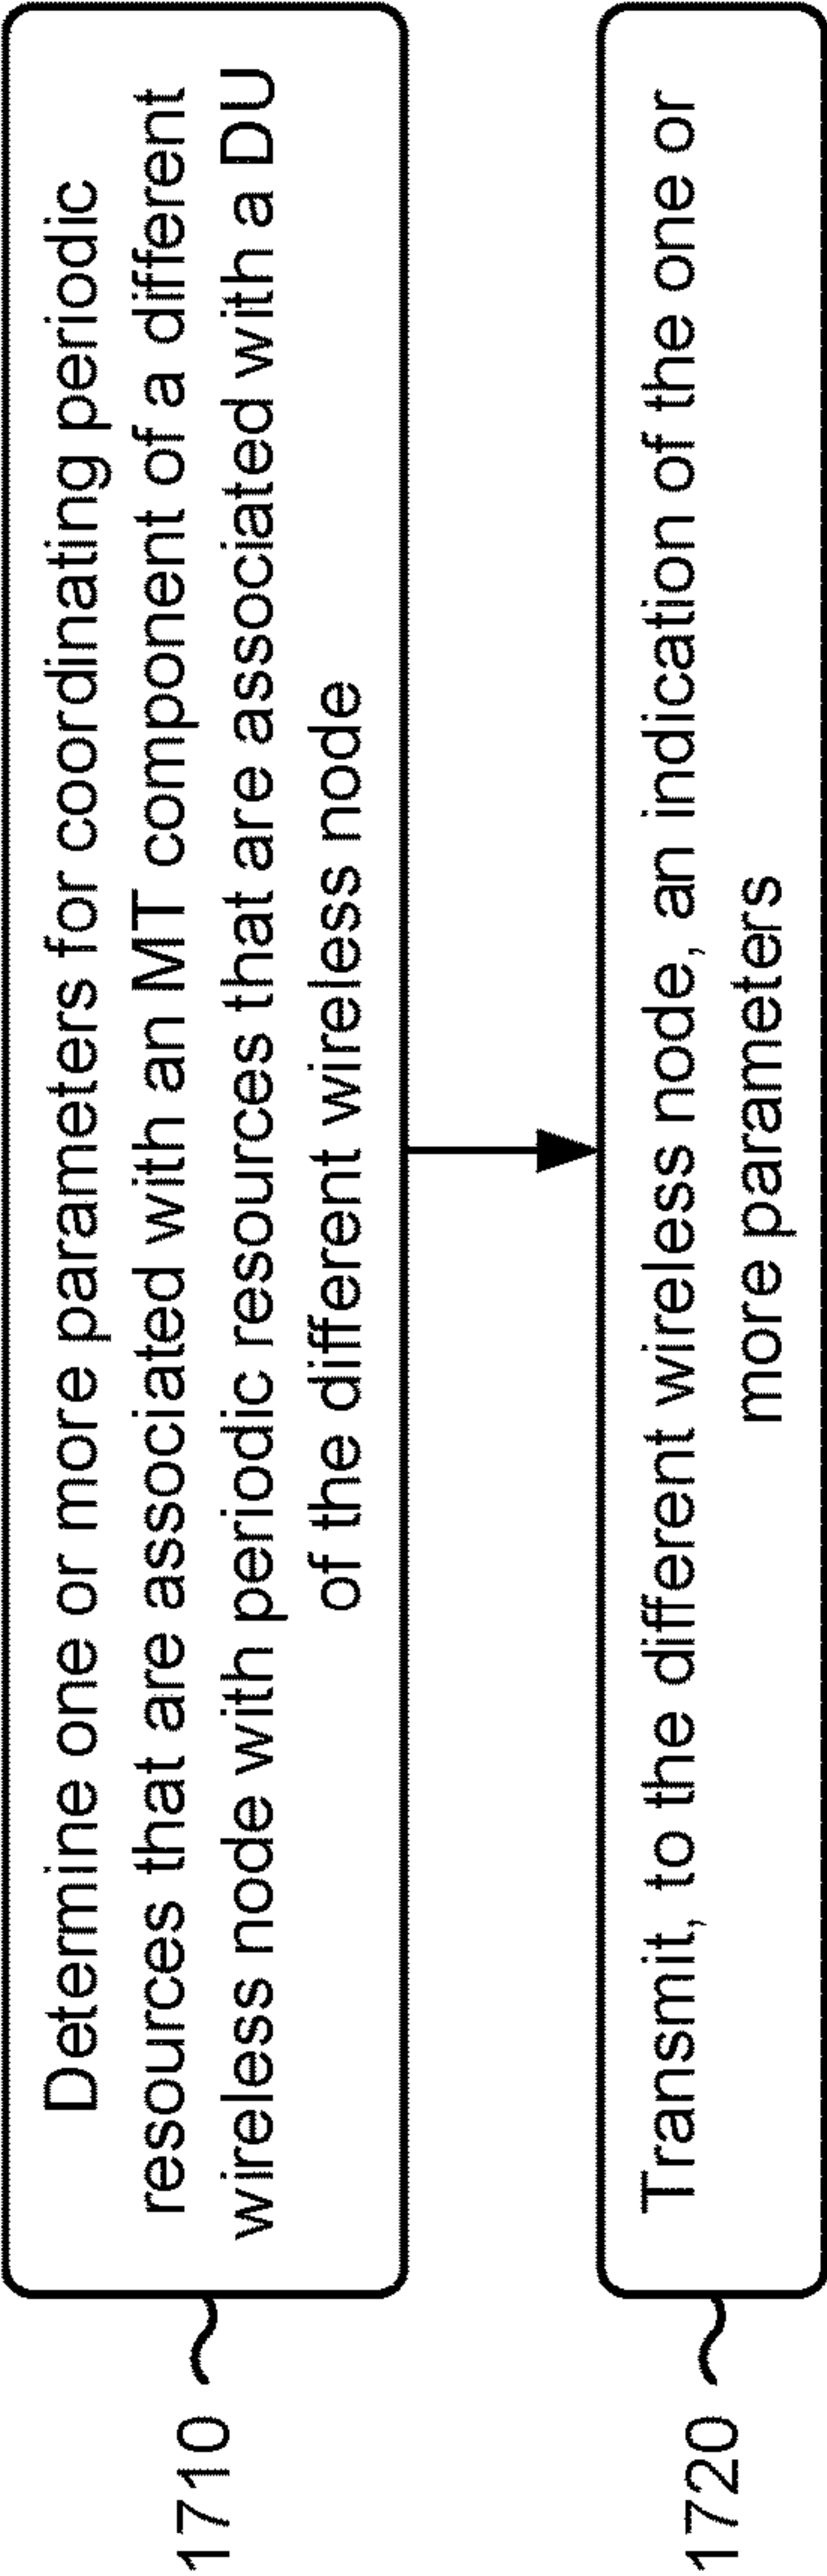 Determine one or more parameters for coordinating periodic
resources that are associated with an MT component of a different
wireless node with periodic resources that are associated with a DU
of the different wireless node
1710
Transmit, to the different wireless node, an indication of the one or
more parameters
1720